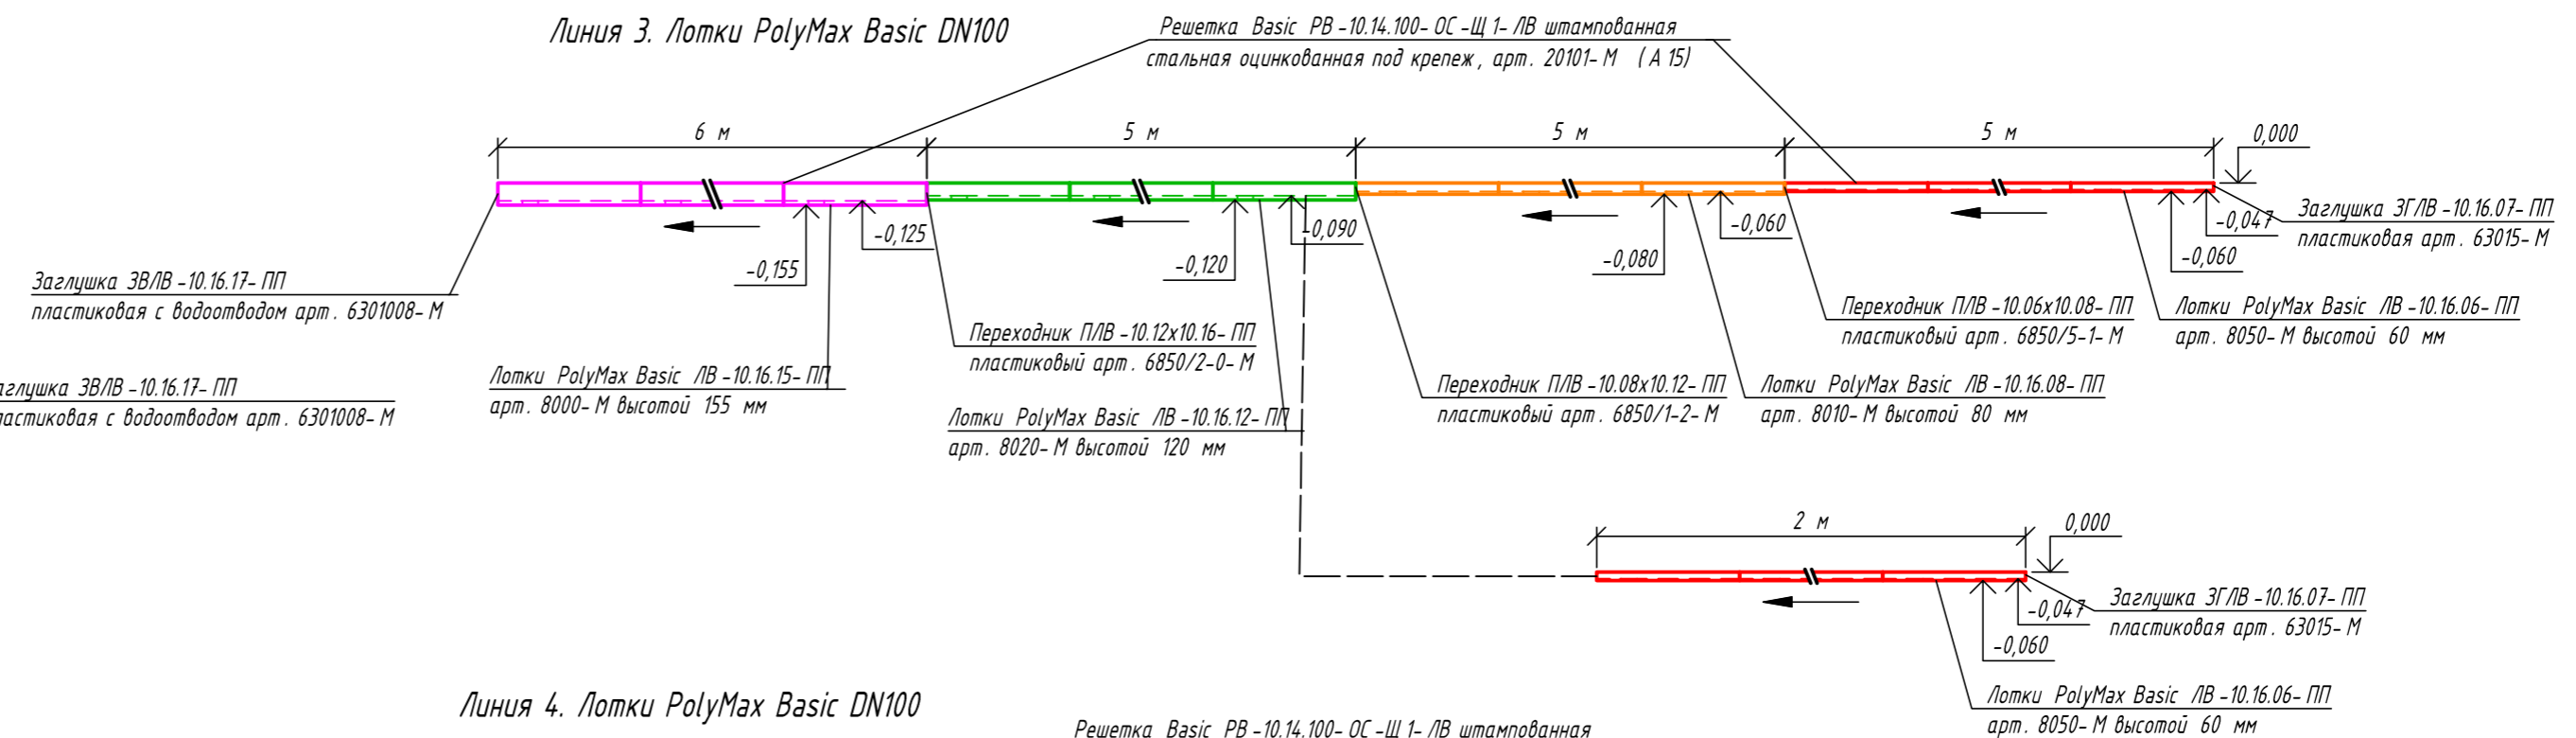 Линия 3. Лотки PolyMax Basic DN100
Решетка Basic РВ -10.14.100- ОС -Щ 1- ЛВ штампованная
стальная оцинкованная под крепеж, арт. 20101- М ( А 15)
6 м
5 м
5 м
5 м
0,000
-0,155
-0,125
-0,120
-0,090
-0,080
-0,060
-0,060
-0,047
Заглушка ЗГЛВ -10.16.07- ПП
пластиковая арт. 63015- М
Заглушка ЗВЛВ -10.16.17- ПП
пластиковая с водоотводом арт. 6301008- М
Переходник ПЛВ -10.12х10.16- ПП
пластиковый арт. 6850/2-0- М
Переходник ПЛВ -10.06х10.08- ПП
пластиковый арт. 6850/5-1- М
Лотки PolyMax Basic ЛВ -10.16.06- ПП
арт. 8050- М высотой 60 мм
аглушка ЗВЛВ -10.16.17- ПП
ластиковая с водоотводом арт. 6301008- М
Лотки PolyMax Basic ЛВ -10.16.15- ПП
арт. 8000- М высотой 155 мм
Лотки PolyMax Basic ЛВ -10.16.12- ПП
арт. 8020- М высотой 120 мм
Переходник ПЛВ -10.08х10.12- ПП
пластиковый арт. 6850/1-2- М
Лотки PolyMax Basic ЛВ -10.16.08- ПП
арт. 8010- М высотой 80 мм
2 м
0,000
-0,047
-0,060
Заглушка ЗГЛВ -10.16.07- ПП
пластиковая арт. 63015- М
Лотки PolyMax Basic ЛВ -10.16.06- ПП
арт. 8050- М высотой 60 мм
Линия 4. Лотки PolyMax Basic DN100
Решетка Basic РВ -10.14.100- ОС -Щ 1- ЛВ штампованная